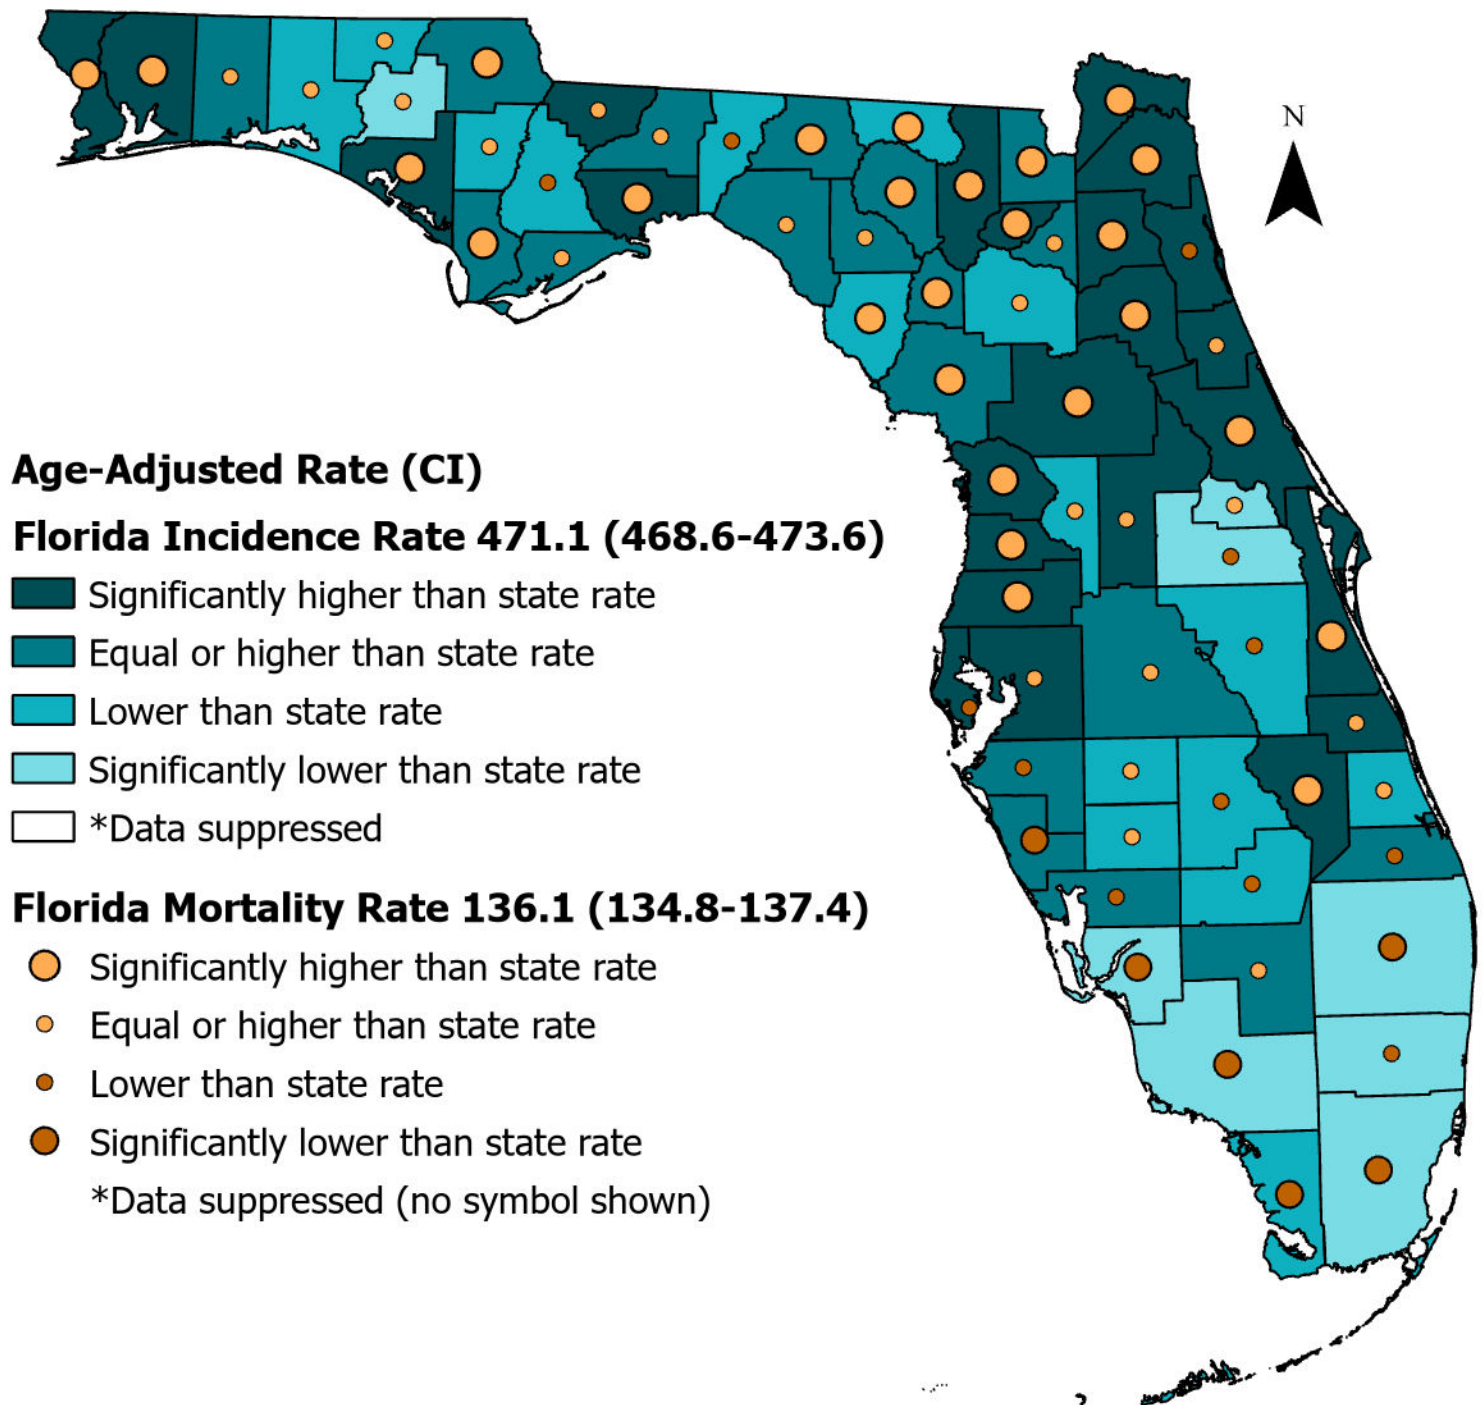 N
Age-Adjusted Rate (CI)
Florida Incidence Rate 471.1 (468.6-473.6)
Significantly higher than state rate
Equal or higher than state rate
Lower than state rate
Significantly lower than state rate
*Data suppressed
Florida Mortality Rate 136.1 (134.8-137.4)
Significantly higher than state rate
Equal or higher than state rate
Lower than state rate
Significantly lower than state rate
*Data suppressed (no symbol shown)